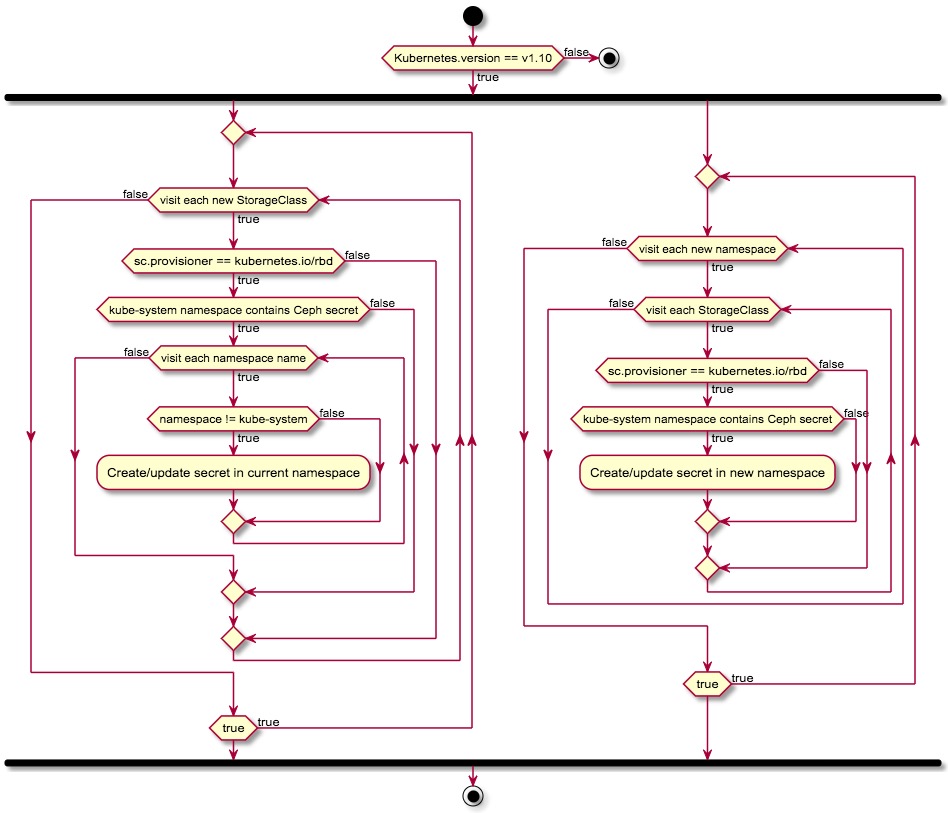 Kubernetes.version == v1.10
false
true
visit each new StorageClass
false
true
sc.provisioner == kubernetes.io/rbd
false
true
kube-system namespace contains Ceph secret
false
true
visit each namespace name
false
true
namespace != kube-system
false
true
Create/update secret in current namespace
true
true
visit each new namespace
false
true
visit each StorageClass
false
true
sc.provisioner == kubernetes.io/rbd
false
true
kube-system namespace contains Ceph secret
false
true
Create/update secret in new namespace
true
true